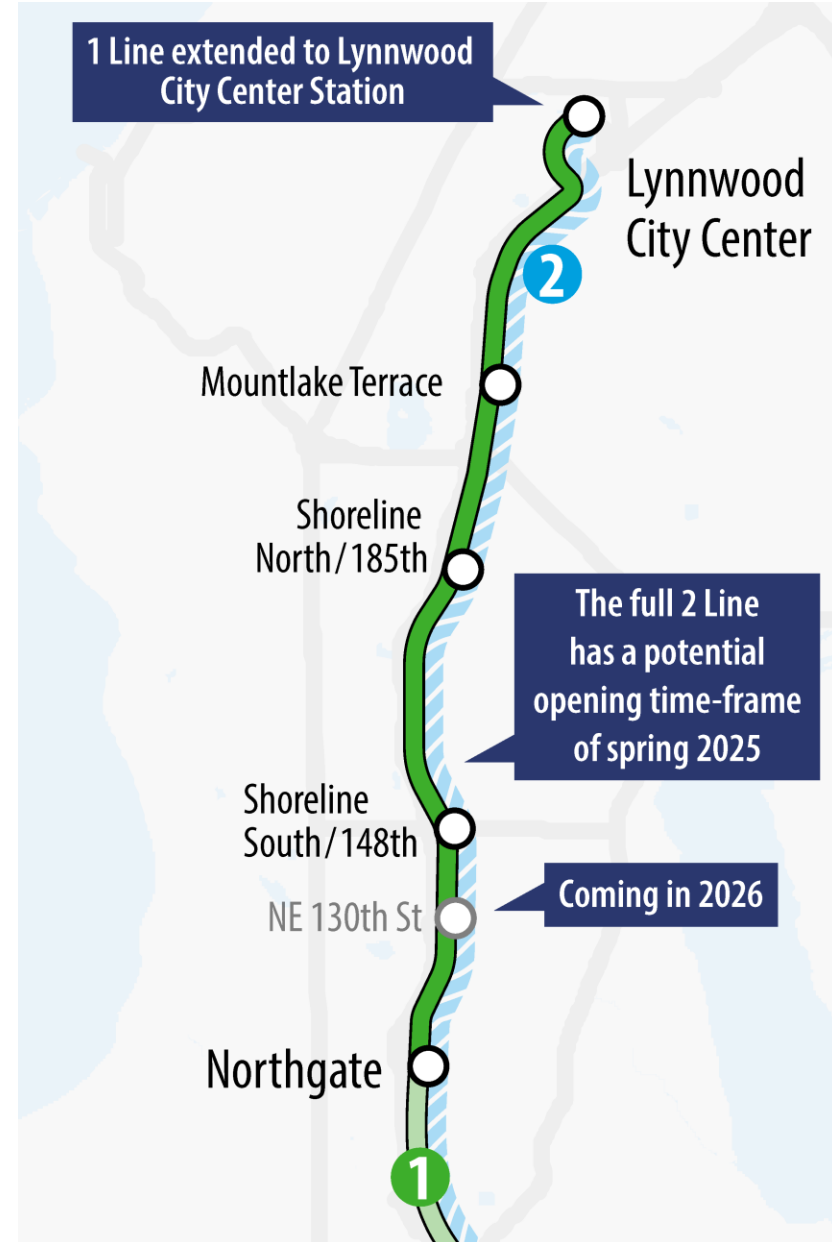 1 Line extended to Lynnwood
City Center Station
Lynnwood
City Center
2
Mountlake Terrace
Shoreline
North/185th
The full 2 Line
has a potential
opening time-frame
of spring 2025
Shoreline
South/148th
Coming in 2026
NE 130th St
Northgate
1